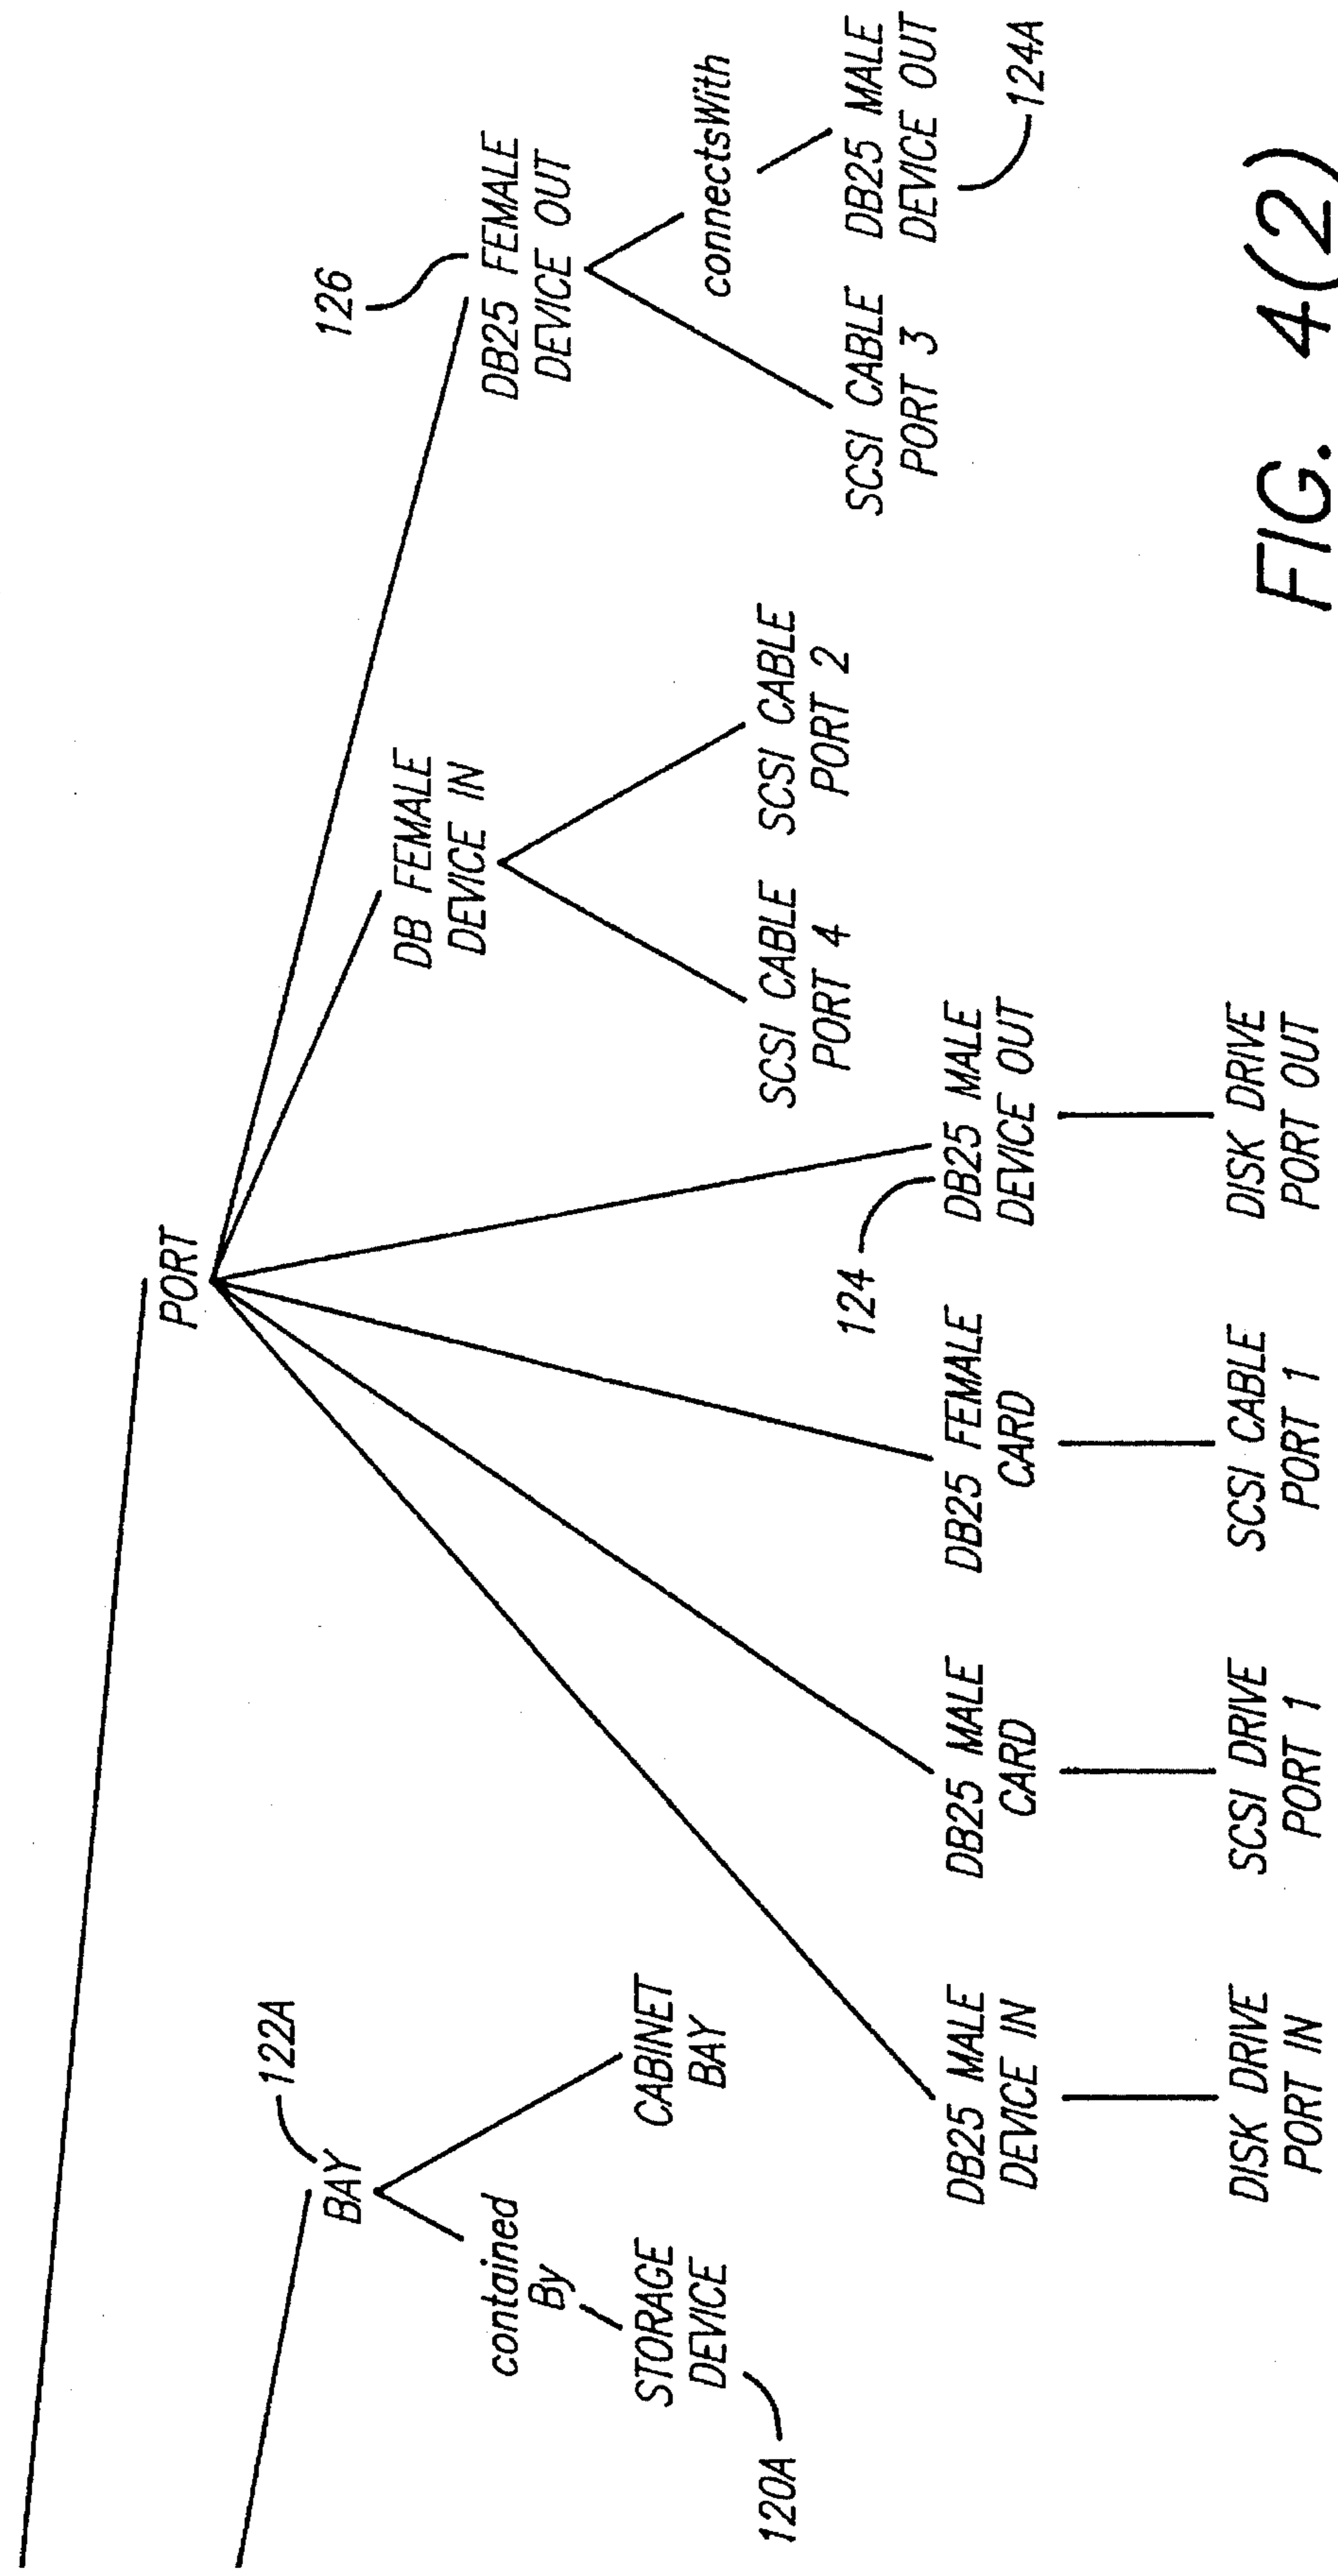 PORT
126
DB25 FEMALE
DEVICE OUT
122A
BAY
DB FEMALE
DEVICE IN
connectsWith
contained
By
STORAGE
DEVICE
CABINET
BAY
120A
SCSI CABLE
PORT 4
SCSI CABLE
PORT 2
SCSI CABLE
PORT 3
DB25 MALE
DEVICE OUT
124A
124
DB25 MALE
DEVICE IN
DB25 MALE
CARD
DB25 FEMALE
CARD
DB25 MALE
DEVICE OUT
DISK DRIVE
PORT IN
SCSI DRIVE
PORT 1
SCSI CABLE
PORT 1
DISK DRIVE
PORT OUT
FIG. 4(2)